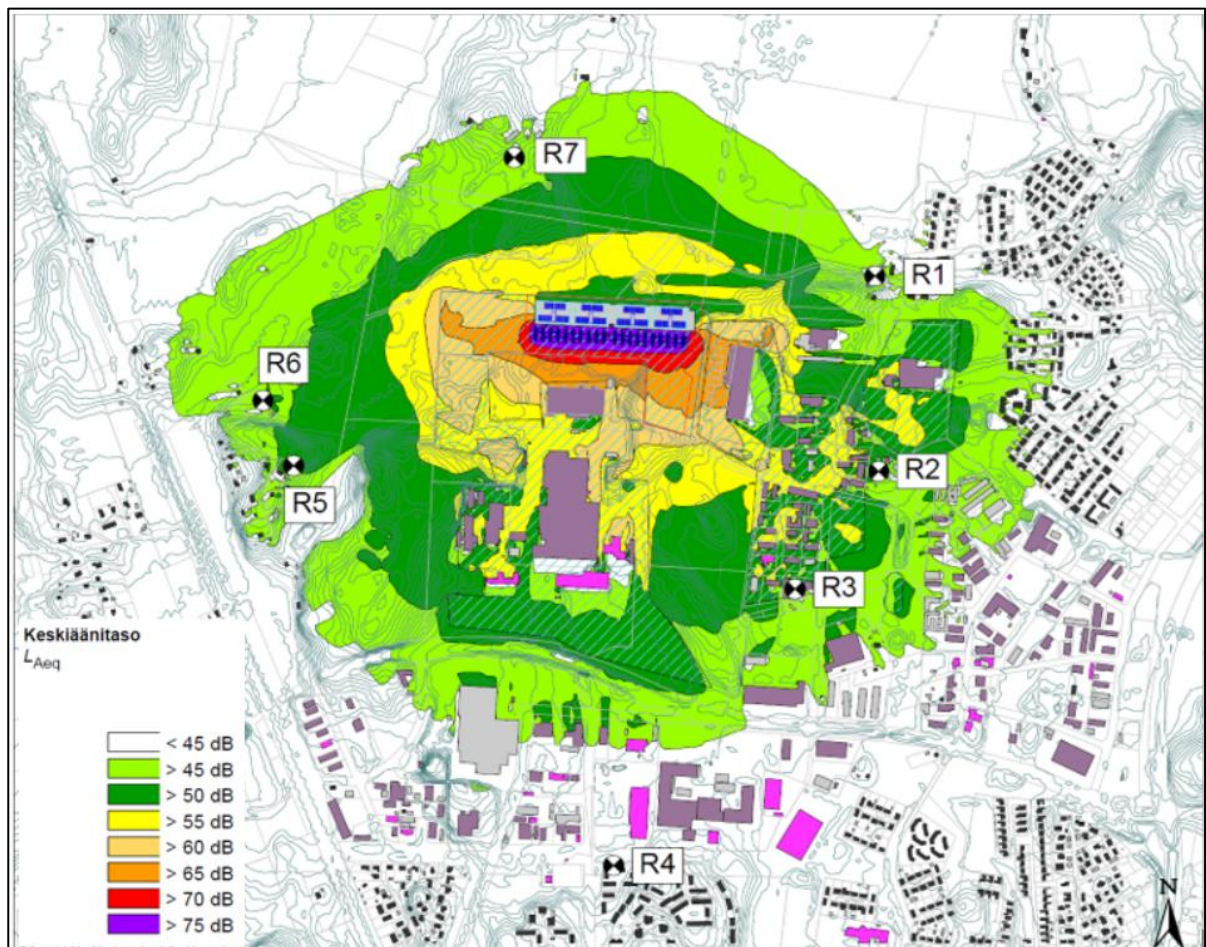 R7
R1
R6
R5
R2
R3
Keskiäänitaso
LAeq
< 45 dB
> 45 dB
> 50 dB
> 55 dB
> 60 dB
> 65 dB
> 70 dB
> 75 dB
R4
N